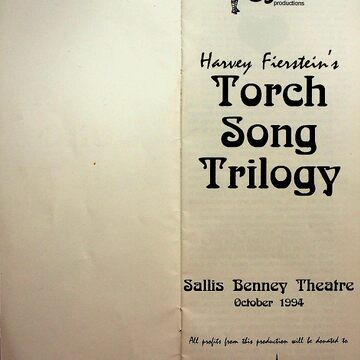 productions
Harvey Fierstein's
Torch
Song
Trilogy
Sallis Benney Theatre
October 1994
All profits from this production will be donated to